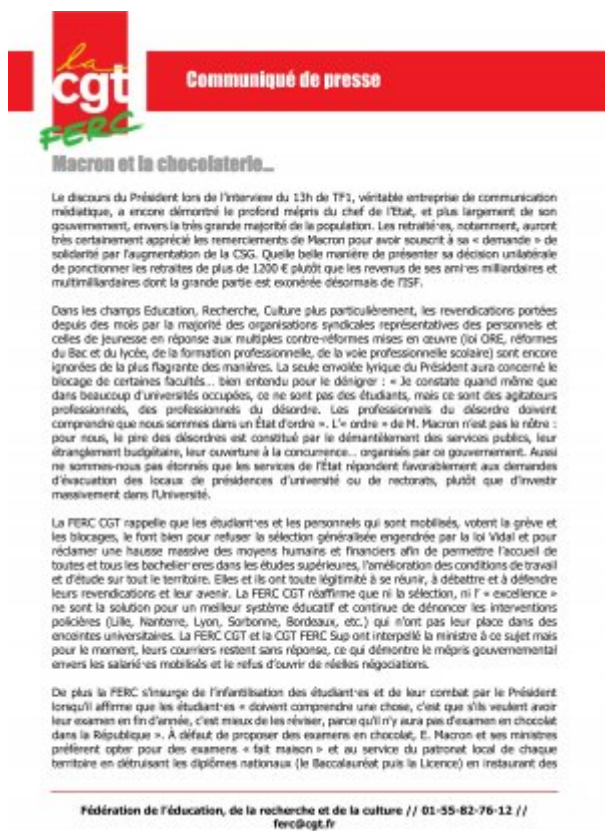 la
cgt
FERC
Communiqué de presse
Macron et la chocolaterie...
Le discours du Président lors de l'interview du 13h de TF1, véritable entreprise de communication
médiatique, a encore démontré le profond mépris du chef de l'Etat, et plus largement de son
gouvernement, envers la très grande majorité de la population. Les retraité·es, notamment, auront
très certainement apprécié les remerciements de Macron pour avoir souscrit à sa « demande » de
solidarité par l'augmentation de la CSG. Quelle belle manière de présenter sa décision unilatérale
de ponctionner les retraites de plus de 1200 € plutôt que les revenus de ses ami·es milliardaires et
multimilliardaires dont la grande partie est exonérée désormais de l'ISF.
Dans les champs Education, Recherche, Culture plus particulièrement, les revendications portées
depuis des mois par la majorité des organisations syndicales représentatives des personnels et
celles de jeunesse en réponse aux multiples contre-réformes mises en œuvre (loi ORE, réformes
du Bac et du lycée, de la formation professionnelle, de la voie professionnelle scolaire) sont encore
ignorées de la plus flagrante des manières. La seule envolée lyrique du Président aura concerné le
blocage de certaines facultés... bien entendu pour le dénigrer : « Je constate quand même que
dans beaucoup d'universités occupées, ce ne sont pas des étudiants, mais ce sont des agitateurs
professionnels, des professionnels du désordre. Les professionnels du désordre doivent
comprendre que nous sommes dans un État d'ordre ». L'« ordre » de M. Macron n'est pas le nôtre :
pour nous, le pire des désordres est constitué par le démantèlement des services publics, leur
étranglement budgétaire, leur ouverture à la concurrence... organisés par ce gouvernement. Aussi
ne sommes-nous pas étonnés que les services de l'État répondent favorablement aux demandes
d'évacuation des locaux de présidences d'université ou de rectorats, plutôt que d'investir
massivement dans l'Université.
La FERC CGT rappelle que les étudiant·es et les personnels qui sont mobilisés, votent la grève et
les blocages, le font bien pour refuser la sélection généralisée engendrée par la loi Vidal et pour
réclamer une hausse massive des moyens humains et financiers afin de permettre l'accueil de
toutes et tous les bachelier·eres dans les études supérieures, l'amélioration des conditions de travail
et d'étude sur tout le territoire. Elles et ils ont toute légitimité à se réunir, à débattre et à défendre
leurs revendications et leur avenir. La FERC CGT réaffirme que ni la sélection, ni l' « excellence »
ne sont la solution pour un meilleur système éducatif et continue de dénoncer les interventions
policières (Lille, Nanterre, Lyon, Sorbonne, Bordeaux, etc.) qui n'ont pas leur place dans des
enceintes universitaires. La FERC CGT et la CGT FERC Sup ont interpellé la ministre à ce sujet mais
pour le moment, leurs courriers restent sans réponse, ce qui démontre le mépris gouvernemental
envers les salarié·es mobilisés et le refus d'ouvrir de réelles négociations.
De plus la FERC s'insurge de l'infantilisation des étudiant·es et de leur combat par le Président
lorsqu'il affirme que les étudiant·es « doivent comprendre une chose, c'est que s'ils veulent avoir
leur examen en fin d'année, c'est mieux de les réviser, parce qu'il n'y aura pas d'examen en chocolat
dans la République ». À défaut de proposer des examens en chocolat, E. Macron et ses ministres
préfèrent opter pour des examens « fait maison » et au service du patronat local de chaque
territoire en détruisant les diplômes nationaux (le Baccalauréat puis la Licence) en instaurant des
Fédération de l'éducation, de la recherche et de la culture // 01-55-82-76-12 //
ferc@cgt.fr